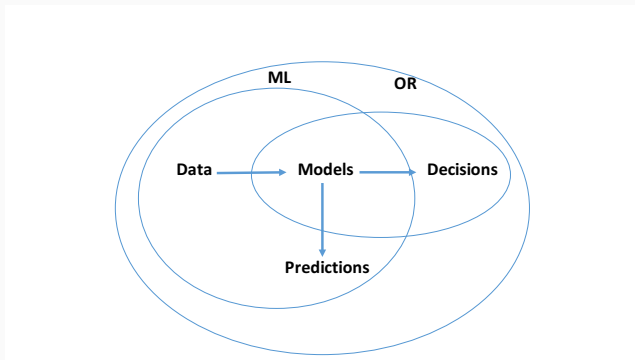 ML
OR
Data
Models
Decisions
Predictions